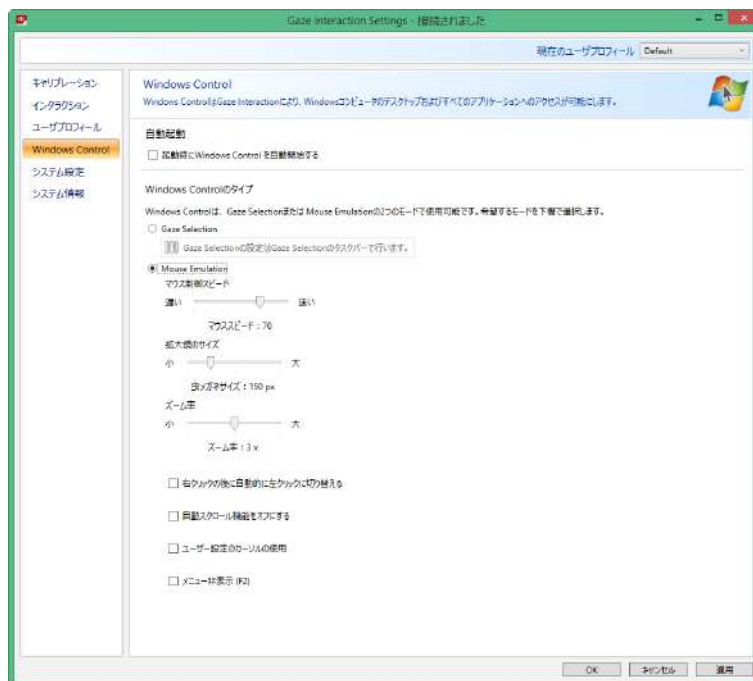 Gaze Interaction Settings - 接続されました
現在のユーザプロフィール Default
キャリブレーション
インタラクション
ユーザプロフィール
Windows Control
システム設定
システム情報
Windows Control
Windows ControlはGaze Interactionにより、Windowsコンピュータのデスクトップおよびすべてのアプリケーションへのアクセスが可能にします。
自動起動
起動時にWindows Control を自動開始する
Windows Controlのタイプ
Windows Controlは、Gaze Selectionまたは Mouse Emulationの2つのモードで使用可能です。希望するモードを下欄で選択します。
Gaze Selection
Gaze Selectionの設定はGaze Selectionのタスクバーで行います。
Mouse Emulation
マウス制御スピード
遅い 速い
マウススピード : 70
拡大鏡のサイズ
小 大
虫メガネサイズ : 150 px
ズーム率
小 大
ズーム率 : 3 x
右クリックの後に自動的に左クリックに切り替える
自動スクロール機能をオフにする
ユーザー設定のカーソルの使用
メニュー非表示 (F2)
OK キャンセル 適用